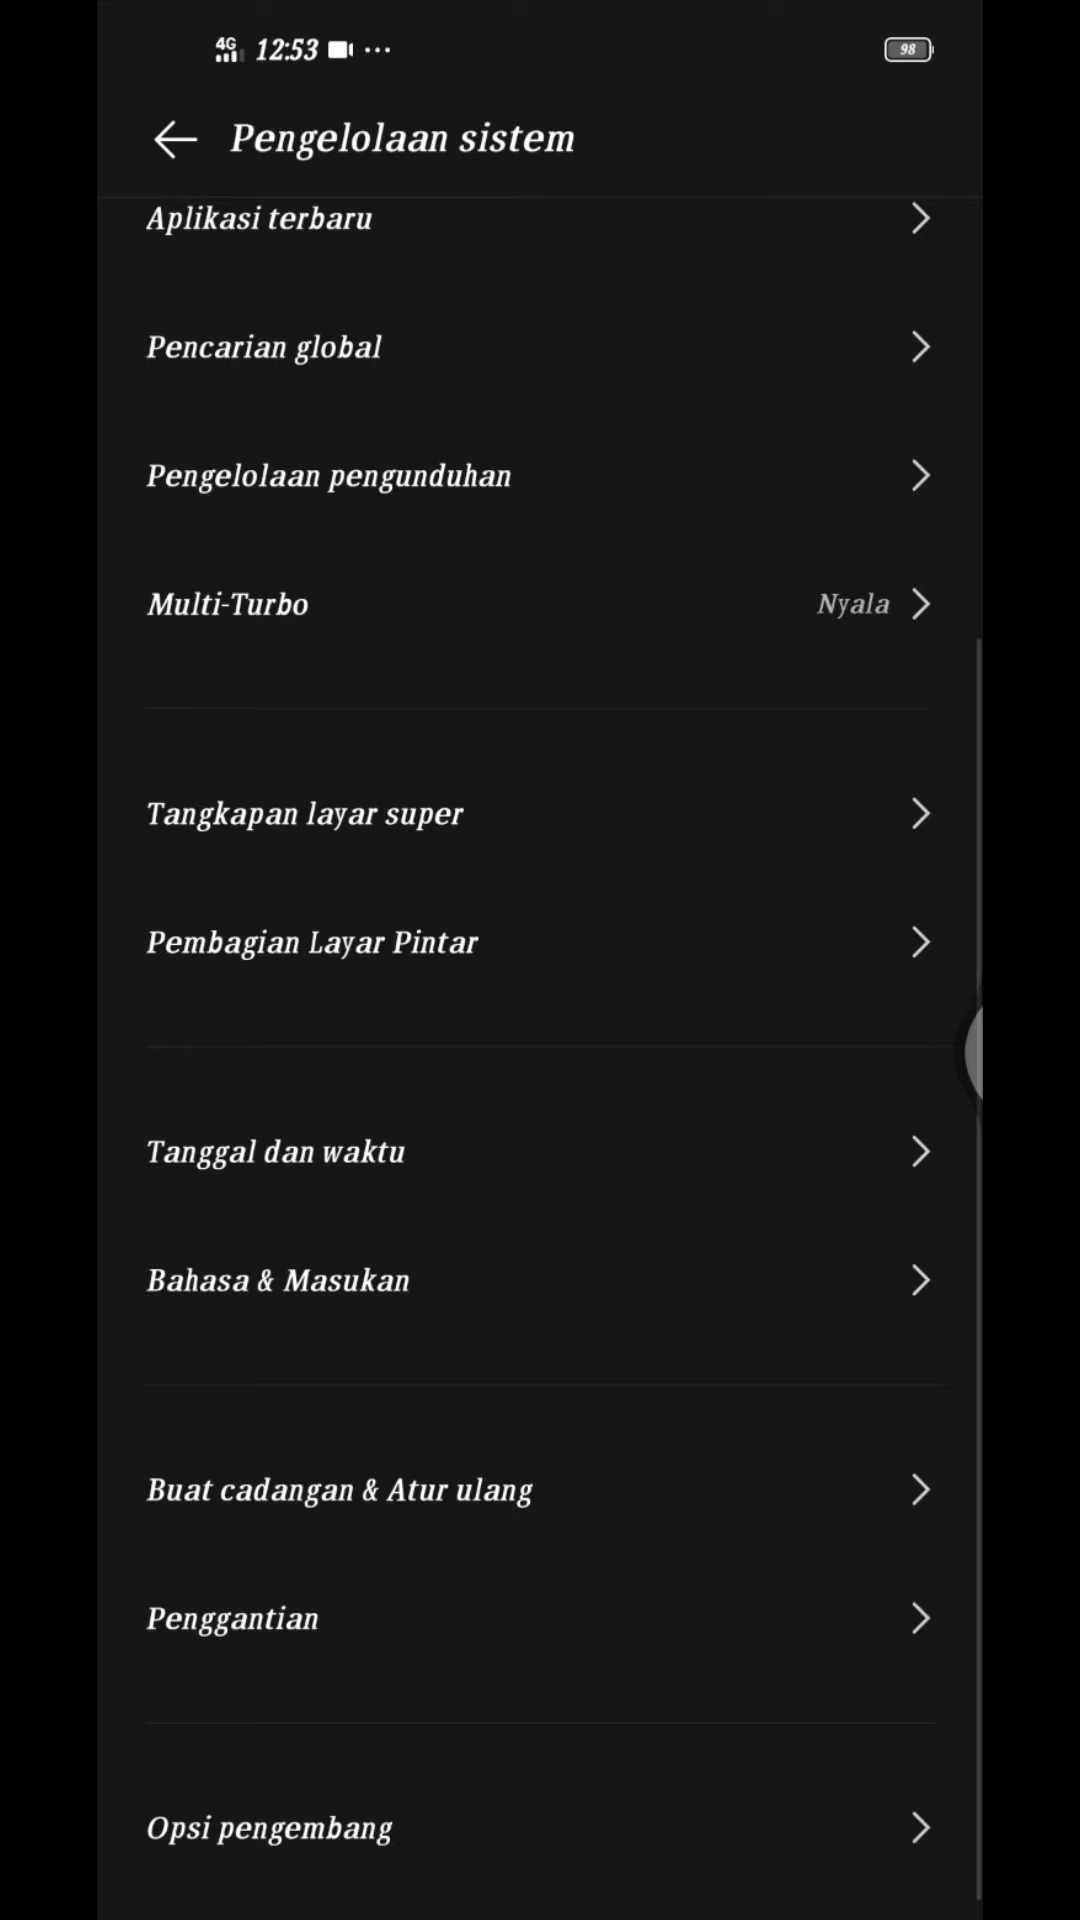 4G 12:53 98
Pengelolaan sistem
Aplikasi terbaru
Pencarian global
Pengelolaan pengunduhan
Multi-Turbo Nyala
Tangkapan layar super
Pembagian Layar Pintar
Tanggal dan waktu
Bahasa & Masukan
Buat cadangan & Atur ulang
Penggantian
Opsi pengembang